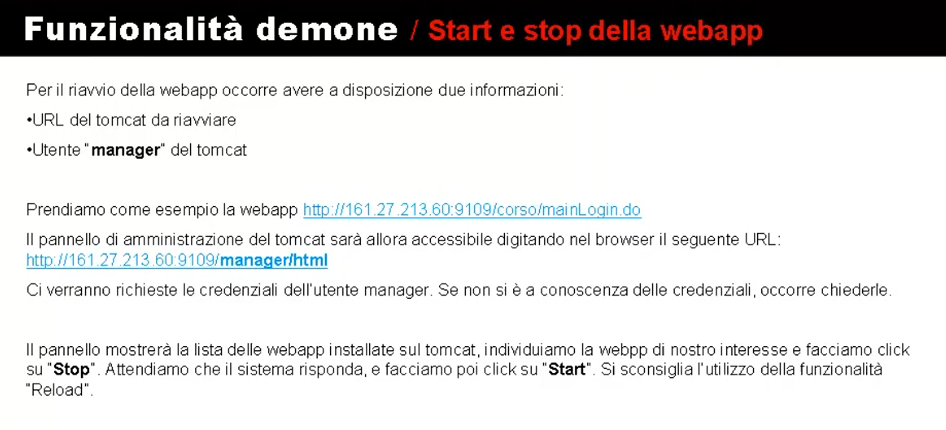 Funzionalità demone / Start e stop della webapp
Per il riavvio della webapp occorre avere a disposizione due informazioni:
•URL del tomcat da riavviare
•Utente "manager" del tomcat
Prendiamo come esempio la webapp http://161.27.213.60:9109/corso/mainLogin.do
Il pannello di amministrazione del tomcat sarà allora accessibile digitando nel browser il seguente URL:
http://161.27.213.60:9109/manager/html
Ci verranno richieste le credenziali dell'utente manager. Se non si è a conoscenza delle credenziali, occorre chiederle.
Il pannello mostrerà la lista delle webapp installate sul tomcat, individuiamo la webpp di nostro interesse e facciamo click
su "Stop". Attendiamo che il sistema risponda, e facciamo poi click su "Start". Si sconsiglia l'utilizzo della funzionalità
"Reload".